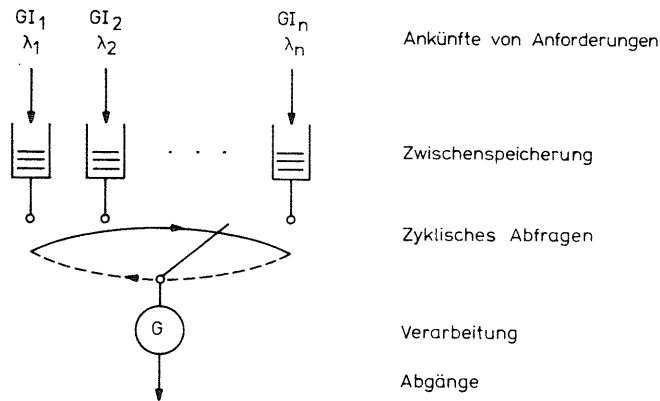 GI₁ GI₂ GIₙ
λ₁ λ₂ λₙ
Ankünfte von Anforderungen
. . .
Zwischenspeicherung
Zyklisches Abfragen
G
Verarbeitung
Abgänge